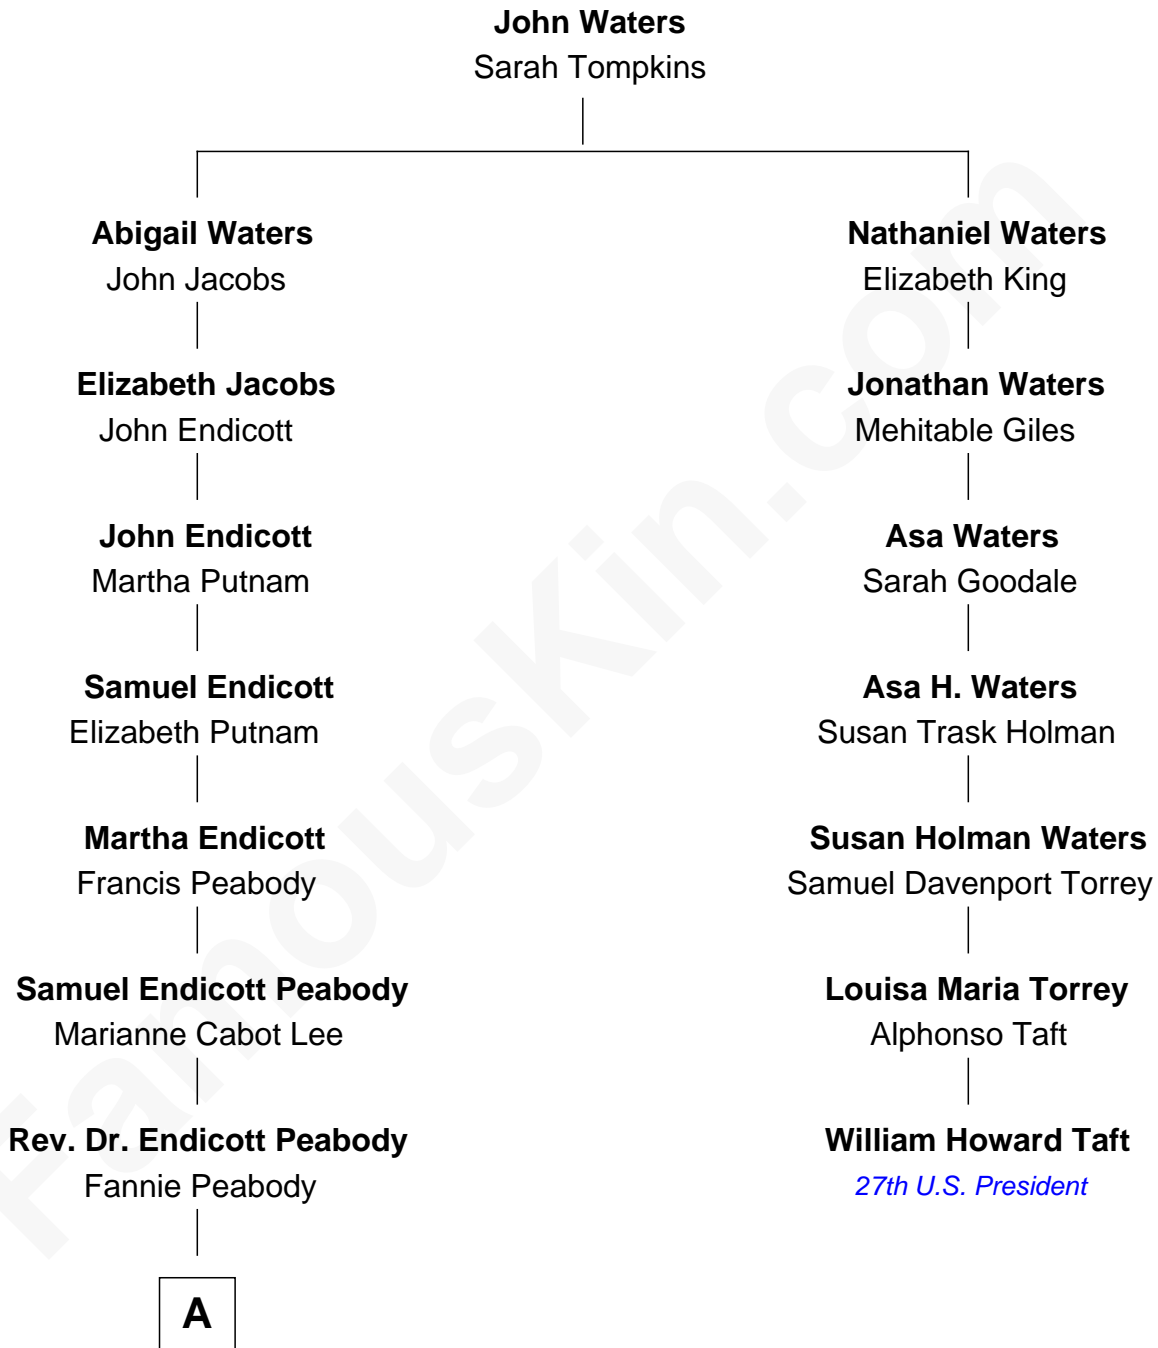 John Waters
Sarah Tompkins
Abigail Waters
John Jacobs
Nathaniel Waters
Elizabeth King
Elizabeth Jacobs
John Endicott
Jonathan Waters
Mehitable Giles
John Endicott
Martha Putnam
Asa Waters
Sarah Goodale
Samuel Endicott
Elizabeth Putnam
Asa H. Waters
Susan Trask Holman
Martha Endicott
Francis Peabody
Susan Holman Waters
Samuel Davenport Torrey
Samuel Endicott Peabody
Marianne Cabot Lee
Louisa Maria Torrey
Alphonso Taft
Rev. Dr. Endicott Peabody
Fannie Peabody
William Howard Taft
27th U.S. President
A
FamousKin.com